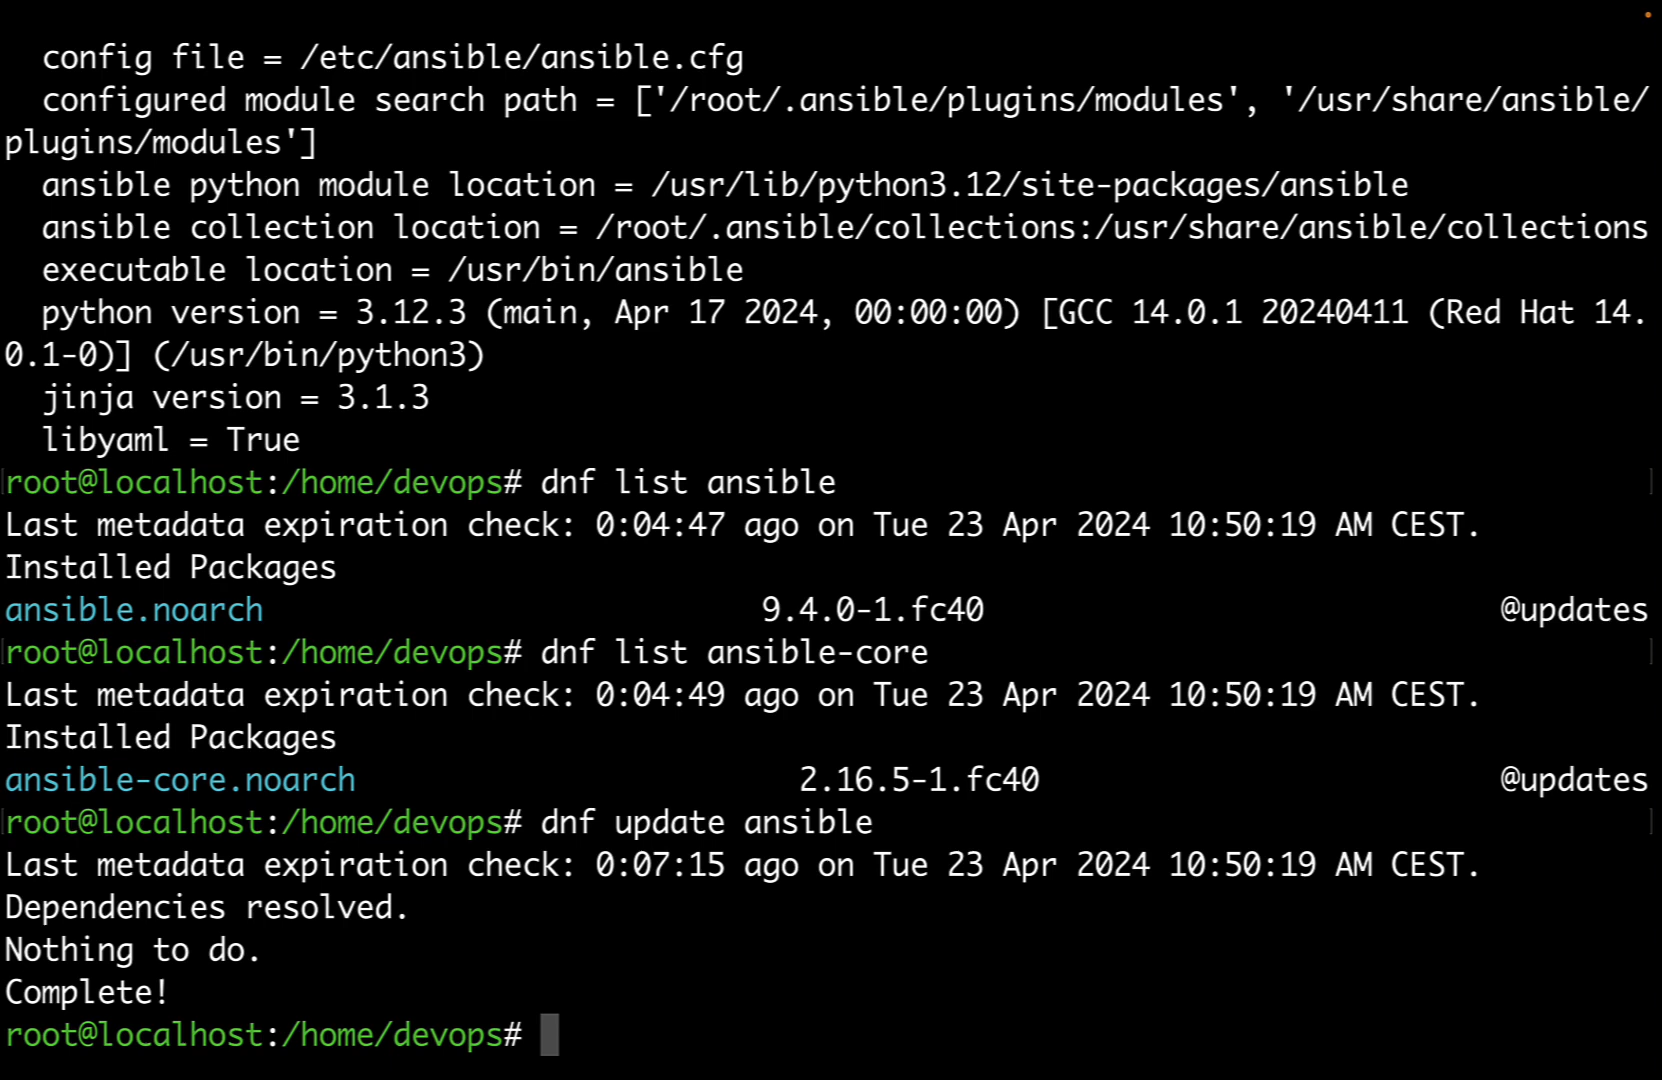 config file = /etc/ansible/ansible.cfg
configured module search path = ['/root/.ansible/plugins/modules', '/usr/share/ansible/
plugins/modules']
ansible python module location = /usr/lib/python3.12/site-packages/ansible
ansible collection location = /root/.ansible/collections:/usr/share/ansible/collections
executable location = /usr/bin/ansible
python version = 3.12.3 (main, Apr 17 2024, 00:00:00) [GCC 14.0.1 20240411 (Red Hat 14.
0.1-0)] (/usr/bin/python3)
jinja version = 3.1.3
libyaml = True
root@localhost:/home/devops# dnf list ansible
Last metadata expiration check: 0:04:47 ago on Tue 23 Apr 2024 10:50:19 AM CEST.
Installed Packages
ansible.noarch 9.4.0-1.fc40 @updates
root@localhost:/home/devops# dnf list ansible-core
Last metadata expiration check: 0:04:49 ago on Tue 23 Apr 2024 10:50:19 AM CEST.
Installed Packages
ansible-core.noarch 2.16.5-1.fc40 @updates
root@localhost:/home/devops# dnf update ansible
Last metadata expiration check: 0:07:15 ago on Tue 23 Apr 2024 10:50:19 AM CEST.
Dependencies resolved.
Nothing to do.
Complete!
root@localhost:/home/devops#